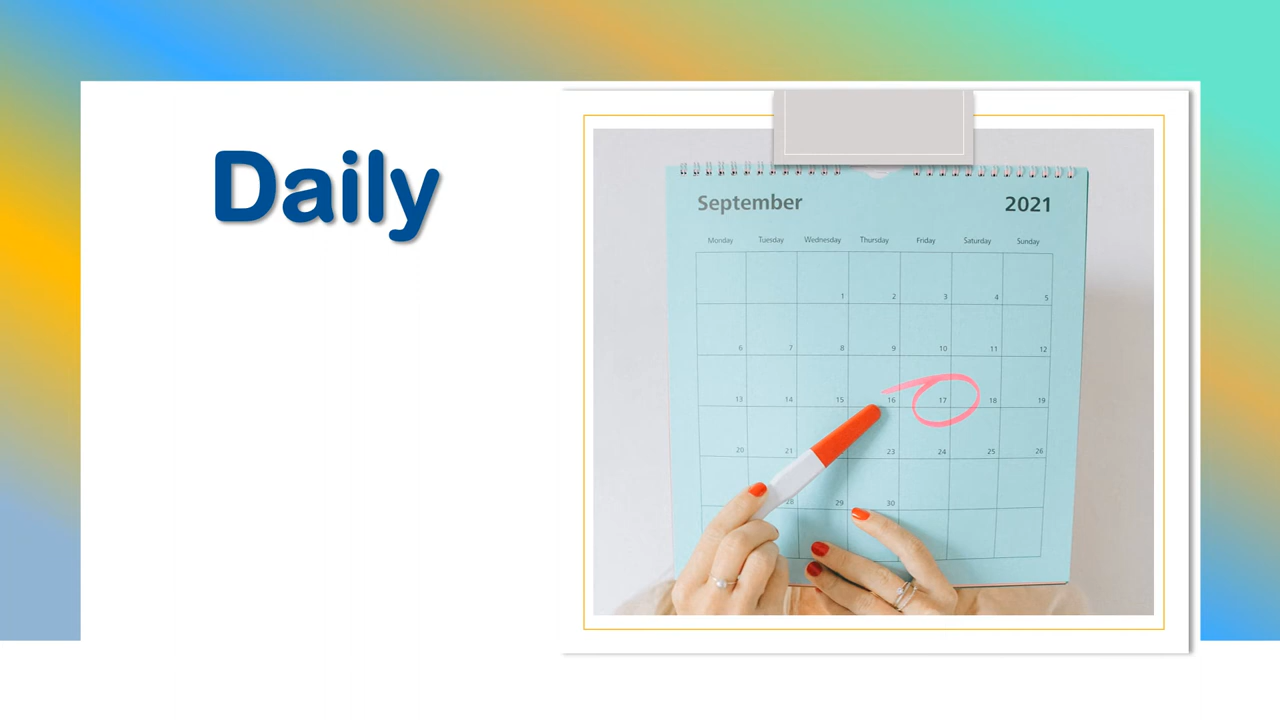 Daily
September 2021
Monday Tuesday Wednesday Thursday Friday Saturday Sunday
1 2 3 4 5
6 7 8 9 10 11 12
13 14 15 16 17 18 19
20 21 23 24 25 26
28 29 30